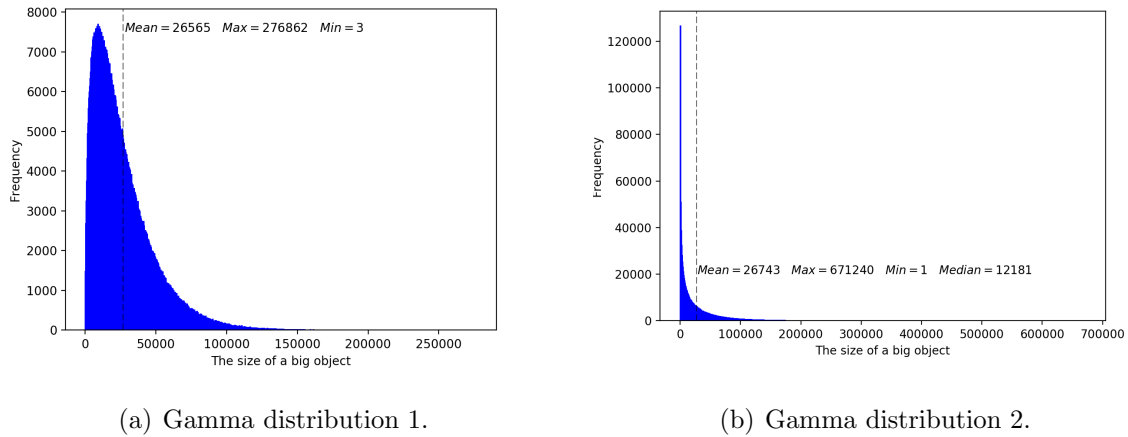 8000
7000
6000
5000
4000
3000
2000
1000
0
Frequency
Mean = 26565 Max = 276862 Min = 3
0 50000 100000 150000 200000 250000
The size of a big object
(a) Gamma distribution 1.
120000
100000
80000
60000
40000
20000
0
Frequency
Mean = 26743 Max = 671240 Min = 1 Median = 12181
0 100000 200000 300000 400000 500000 600000 700000
The size of a big object
(b) Gamma distribution 2.